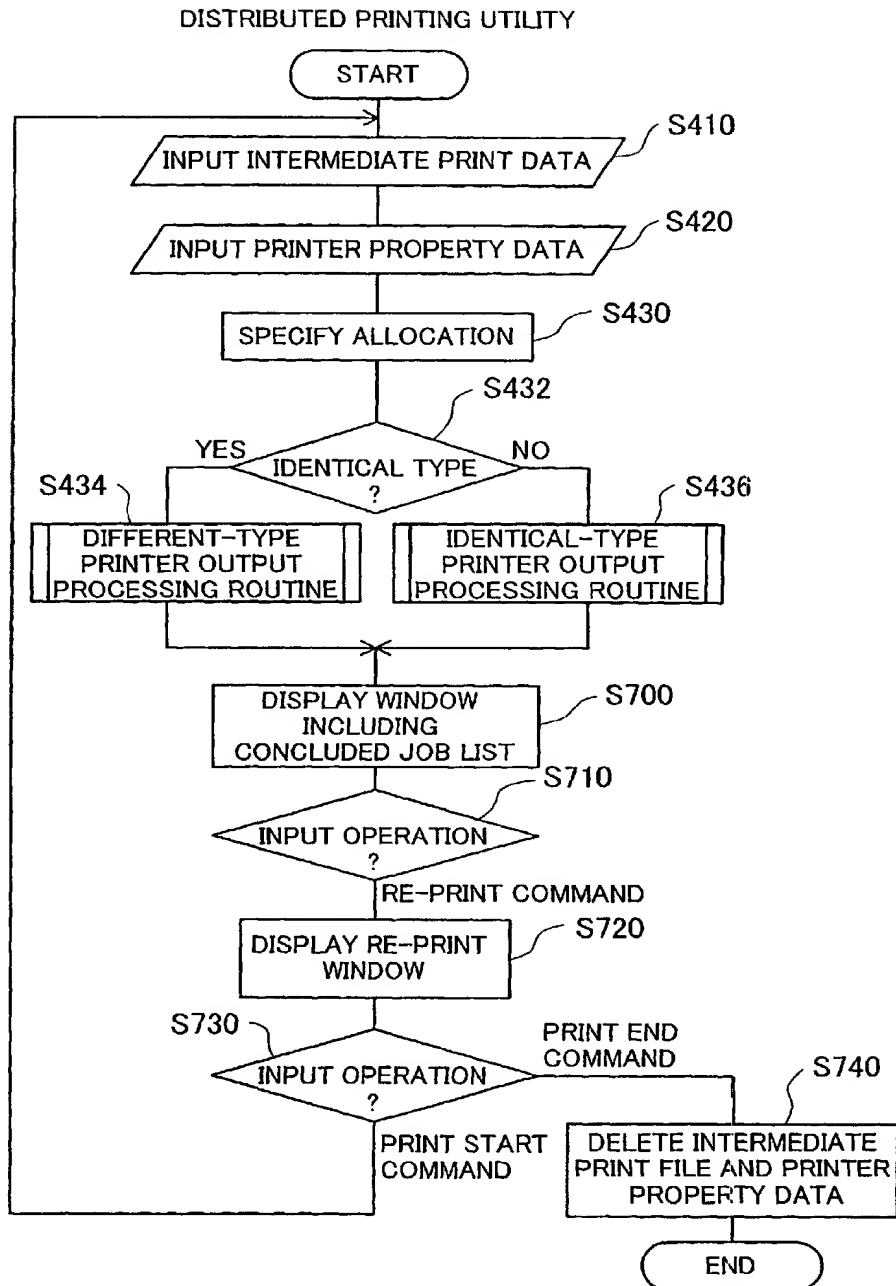 DISTRIBUTED PRINTING UTILITY
START
S410
INPUT INTERMEDIATE PRINT DATA
S420
INPUT PRINTER PROPERTY DATA
S430
SPECIFY ALLOCATION
S432
YES
NO
IDENTICAL TYPE
?
S434
S436
DIFFERENT-TYPE
PRINTER OUTPUT
PROCESSING ROUTINE
IDENTICAL-TYPE
PRINTER OUTPUT
PROCESSING ROUTINE
S700
DISPLAY WINDOW
INCLUDING
CONCLUDED JOB LIST
S710
INPUT OPERATION
?
RE-PRINT COMMAND
S720
DISPLAY RE-PRINT
WINDOW
S730
INPUT OPERATION
?
PRINT END
COMMAND
PRINT START
COMMAND
S740
DELETE INTERMEDIATE
PRINT FILE AND PRINTER
PROPERTY DATA
END